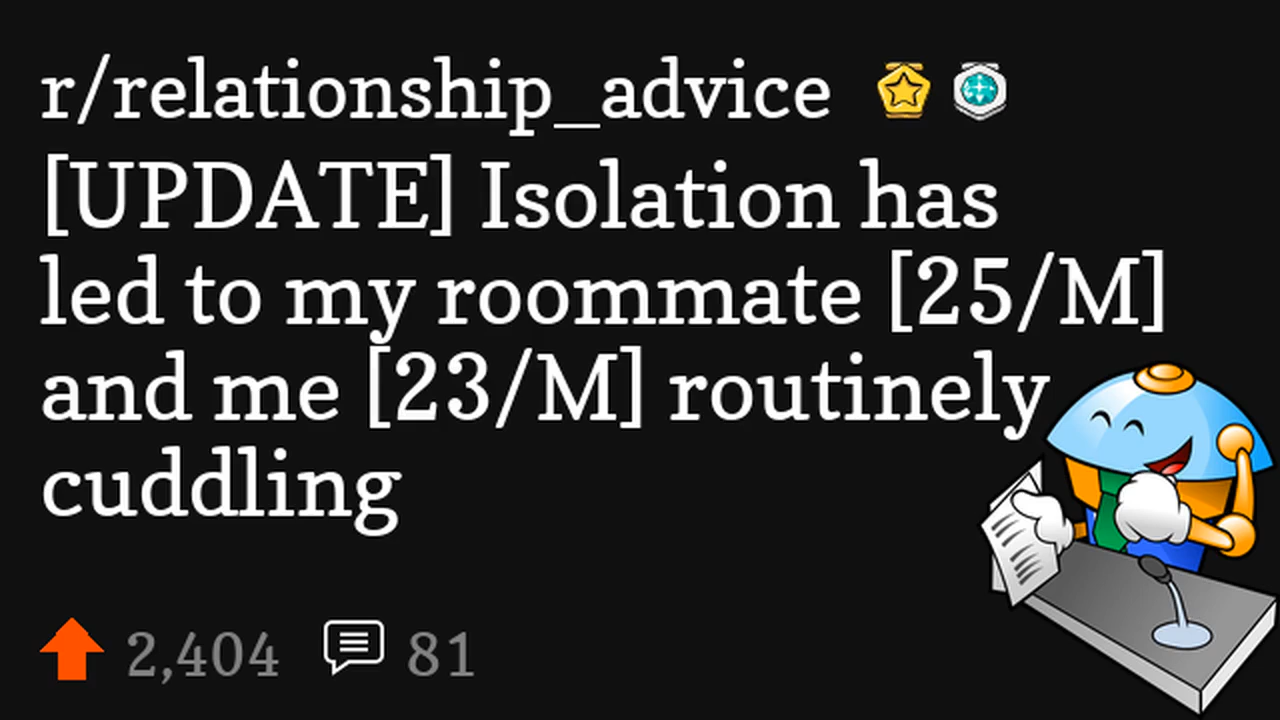 r/relationship_advice
[UPDATE] Isolation has
led to my roommate [25/M]
and me [23/M] routinely
cuddling
2,404 81